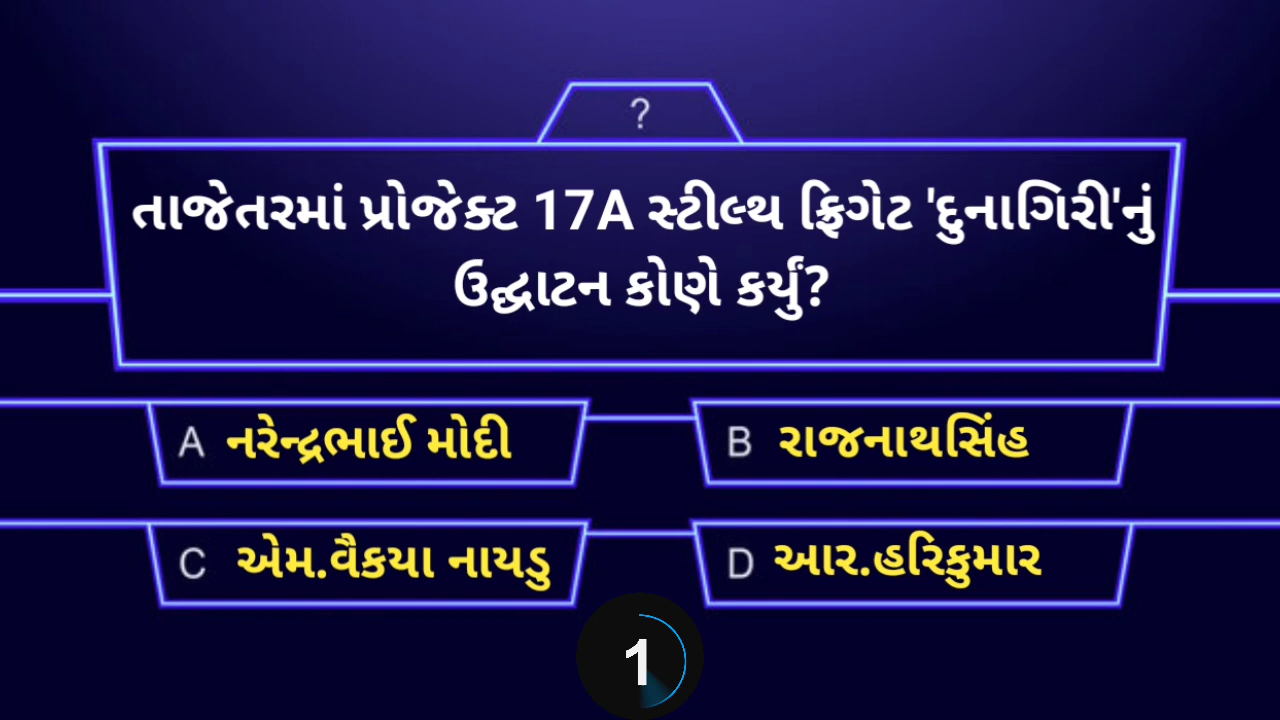 ?
તાજેતરમાં પ્રોજેક્ટ 17A સ્ટીલ્થ ફ્રિગેટ 'દુનાગિરી'નું
ઉદ્ઘાટન કોણે કર્યું?
A નરેન્દ્રભાઈ મોદી
B રાજનાથસિંહ
C એમ.વૈકયા નાયડુ
D આર.હરિકુમાર
1